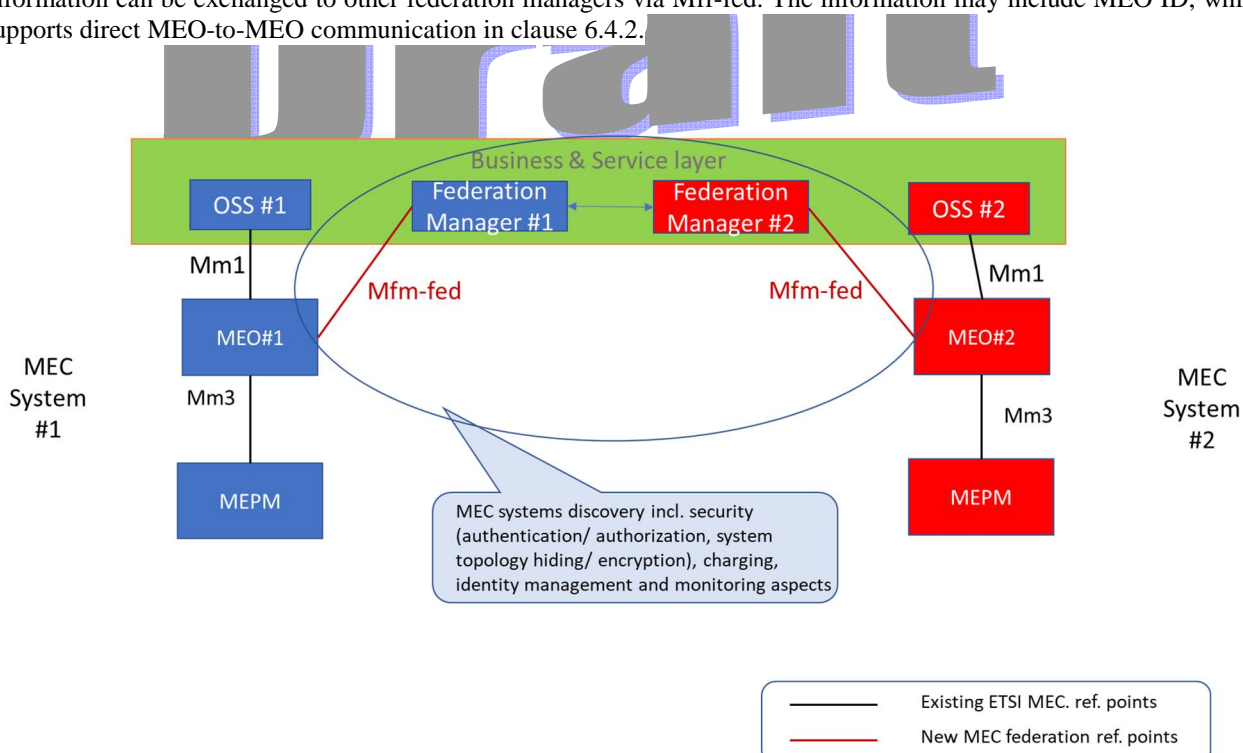 information can be exchanged to other federation managers via Mff-fed. The information may include MEO ID, whi
upports direct MEO-to-MEO communication in clause 6.4.2.
Draft
Business & Service layer
OSS #1
Federation
Manager #1
Federation
Manager #2
OSS #2
Mm1
Mfm-fed
Mfm-fed
Mm1
MEO#1
MEO#2
MEC
System
#1
Mm3
MEC
System
#2
Mm3
MEPM
MEPM
MEC systems discovery incl. security
(authentication/ authorization, system
topology hiding/ encryption), charging,
identity management and monitoring aspects
Existing ETSI MEC. ref. points
New MEC federation ref. points